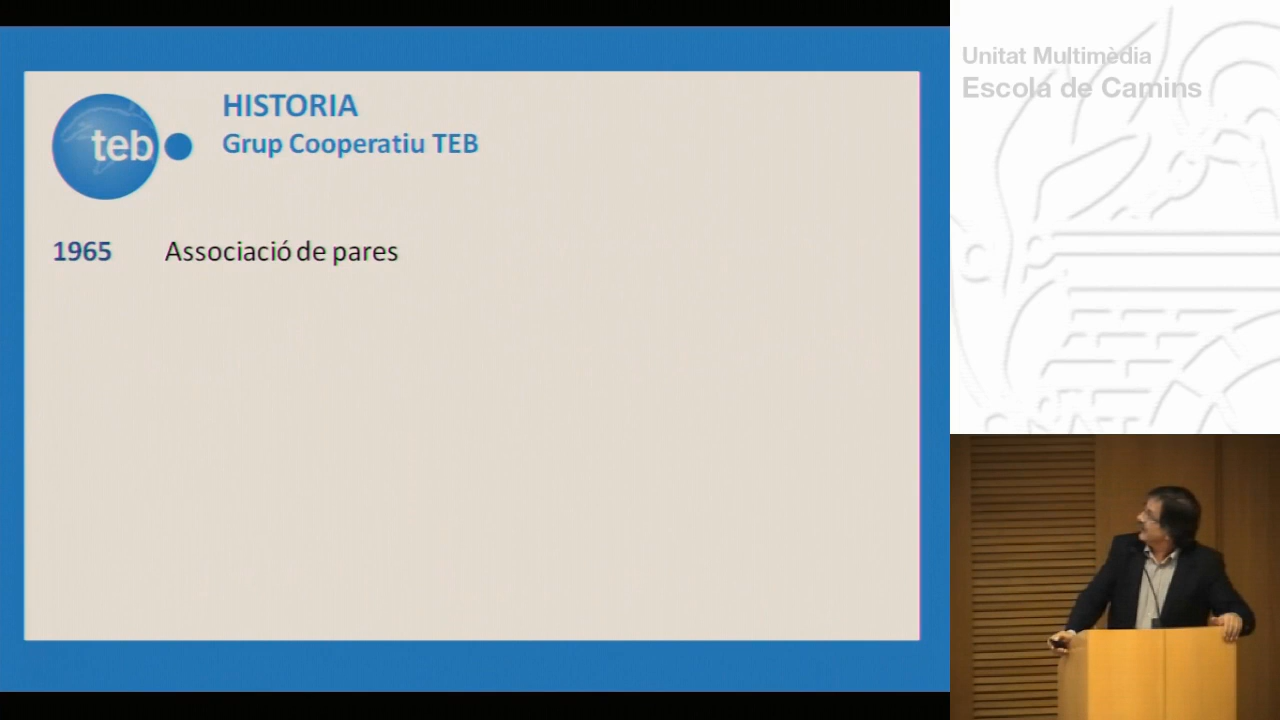 teb
HISTORIA
Grup Cooperatiu TEB
1965 Associació de pares
Unitat Multimèdia
Escola de Camins